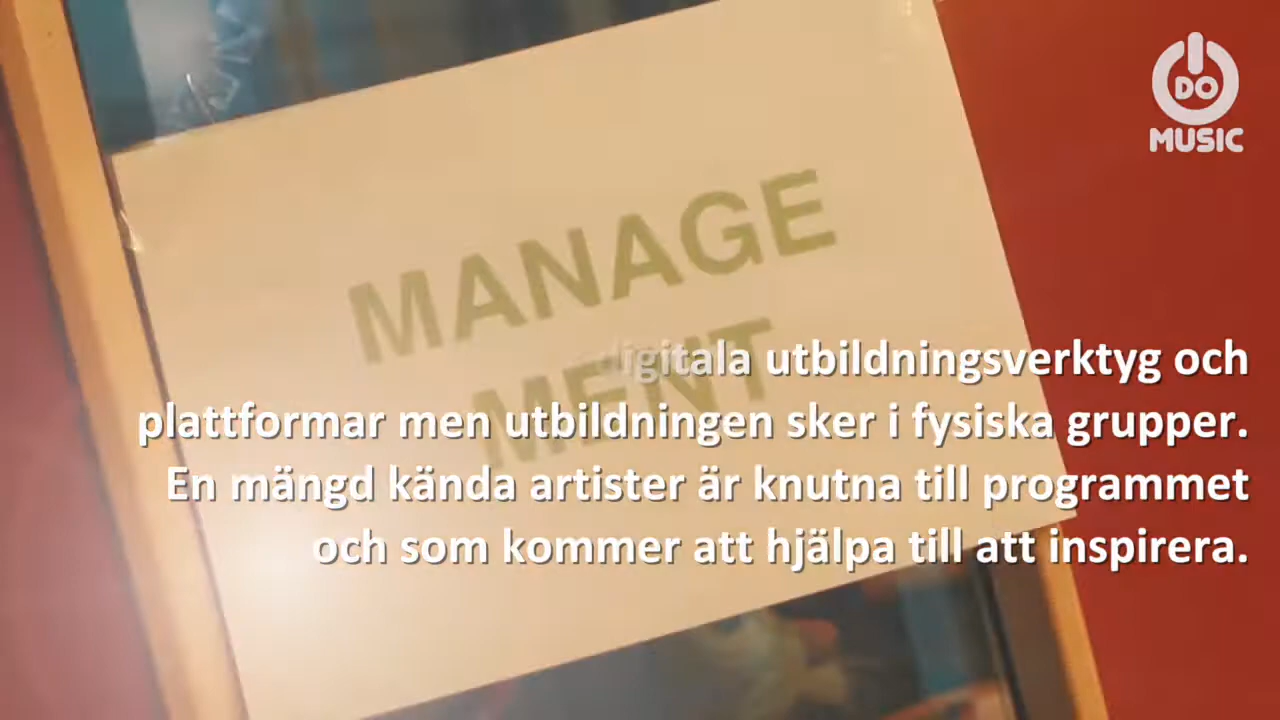 DO
MUSIC
MANAGE
MENT
digitala utbildningsverktyg och
plattformar men utbildningen sker i fysiska grupper.
En mängd kända artister är knutna till programmet
och som kommer att hjälpa till att inspirera.